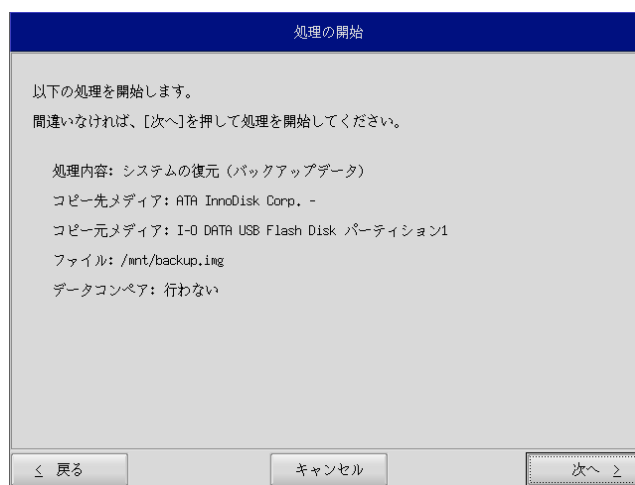 処理の開始
以下の処理を開始します。
間違いなければ、[次へ]を押して処理を開始してください。
処理内容: システムの復元 (バックアップデータ)
コピー先メディア: ATA InnoDisk Corp. -
コピー元メディア: I-O DATA USB Flash Disk パーティション1
ファイル: /mnt/backup.img
データコンペア: 行わない
< 戻る
キャンセル
次へ >